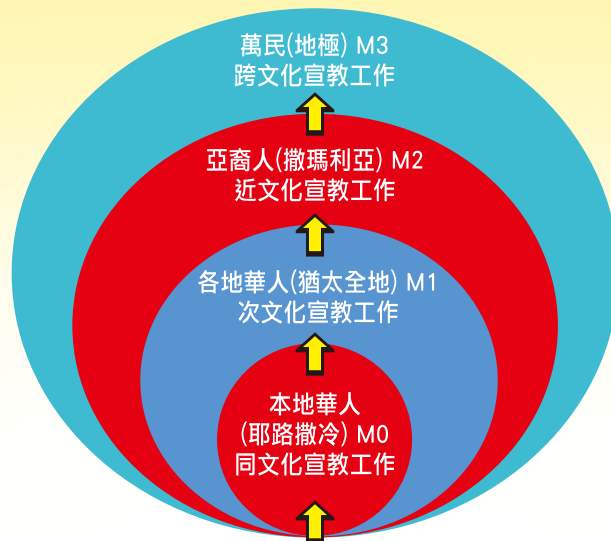 萬民(地極) M3
跨文化宣教工作
亞裔人(撒瑪利亞) M2
近文化宣教工作
各地華人(猶太全地) M1
次文化宣教工作
本地華人
(耶路撒冷) M0
同文化宣教工作